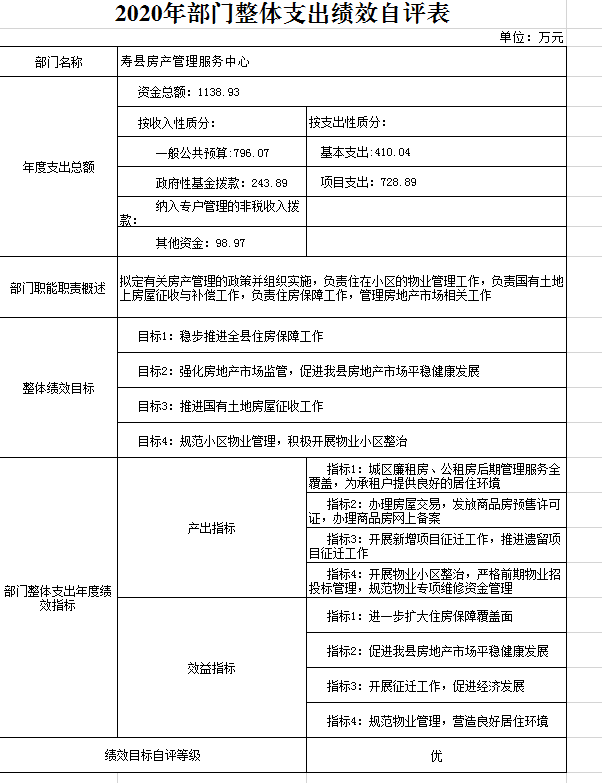 2020年部门整体支出绩效自评表
单位：万元
部门名称
寿县房产管理服务中心
年度支出总额
资金总额：1138.93
按收入性质分：
按支出性质分：
一般公共预算:796.07
基本支出:410.04
政府性基金拨款：243.89
项目支出：728.89
纳入专户管理的非税收入拨
款：
其他资金：98.97
部门职能职责概述
拟定有关房产管理的政策并组织实施，负责住在小区的物业管理工作，负责国有土地
上房屋征收与补偿工作，负责住房保障工作，管理房地产市场相关工作
整体绩效目标
目标1：稳步推进全县住房保障工作
目标2：强化房地产市场监管，促进我县房地产市场平稳健康发展
目标3：推进国有土地房屋征收工作
目标4：规范小区物业管理，积极开展物业小区整治
部门整体支出年度绩
效指标
产出指标
指标1：城区廉租房、公租房后期管理服务全
覆盖，为承租户提供良好的居住环境
指标2：办理房屋交易，发放商品房预售许可
证，办理商品房网上备案
指标3：开展新增项目征迁工作，推进遗留项
目征迁工作
指标4：开展物业小区整治，严格前期物业招
投标管理，规范物业专项维修资金管理
效益指标
指标1：进一步扩大住房保障覆盖面
指标2：促进我县房地产市场平稳健康发展
指标3：开展征迁工作，促进经济发展
指标4：规范物业管理，营造良好居住环境
绩效目标自评等级
优